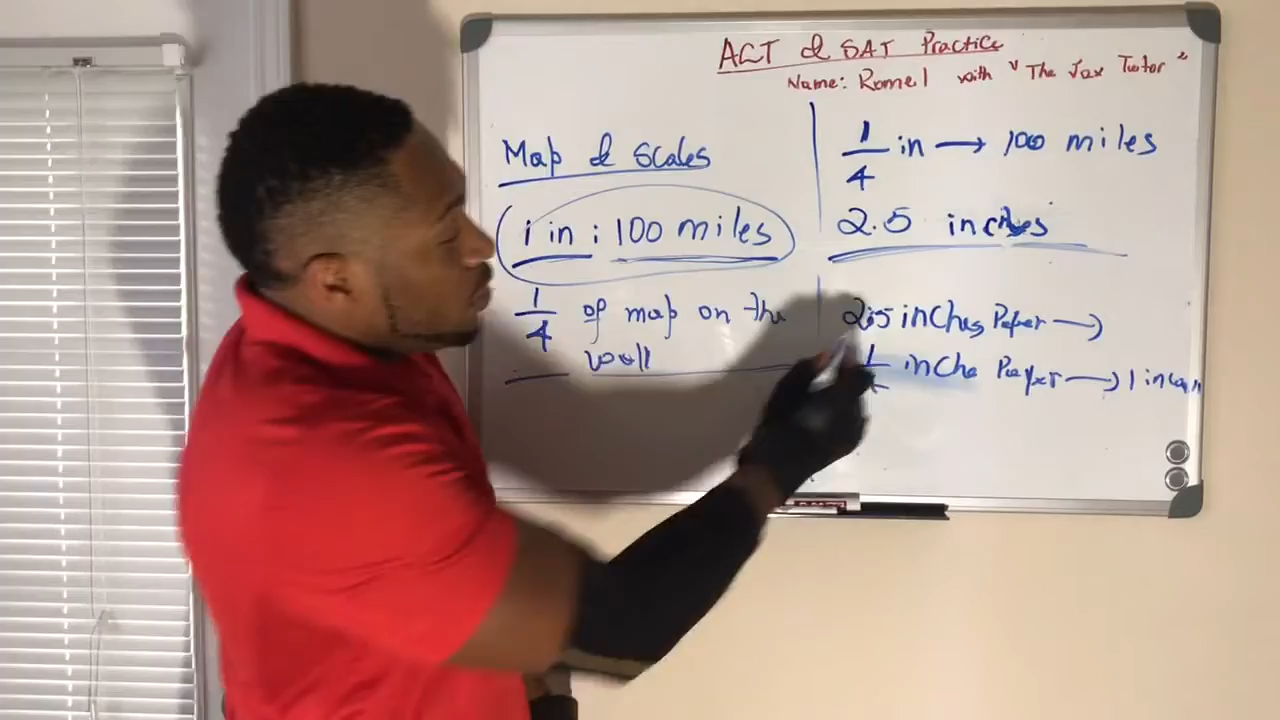 ACT & SAT Practice
Name: Romel with "The Jax Tutor"
Map & Scales
1 in : 100 miles
1/4 of map on the
wall
1/4 in → 100 miles
2.5 inches
2.5 inches Paper →
inche Paper → 1 inch